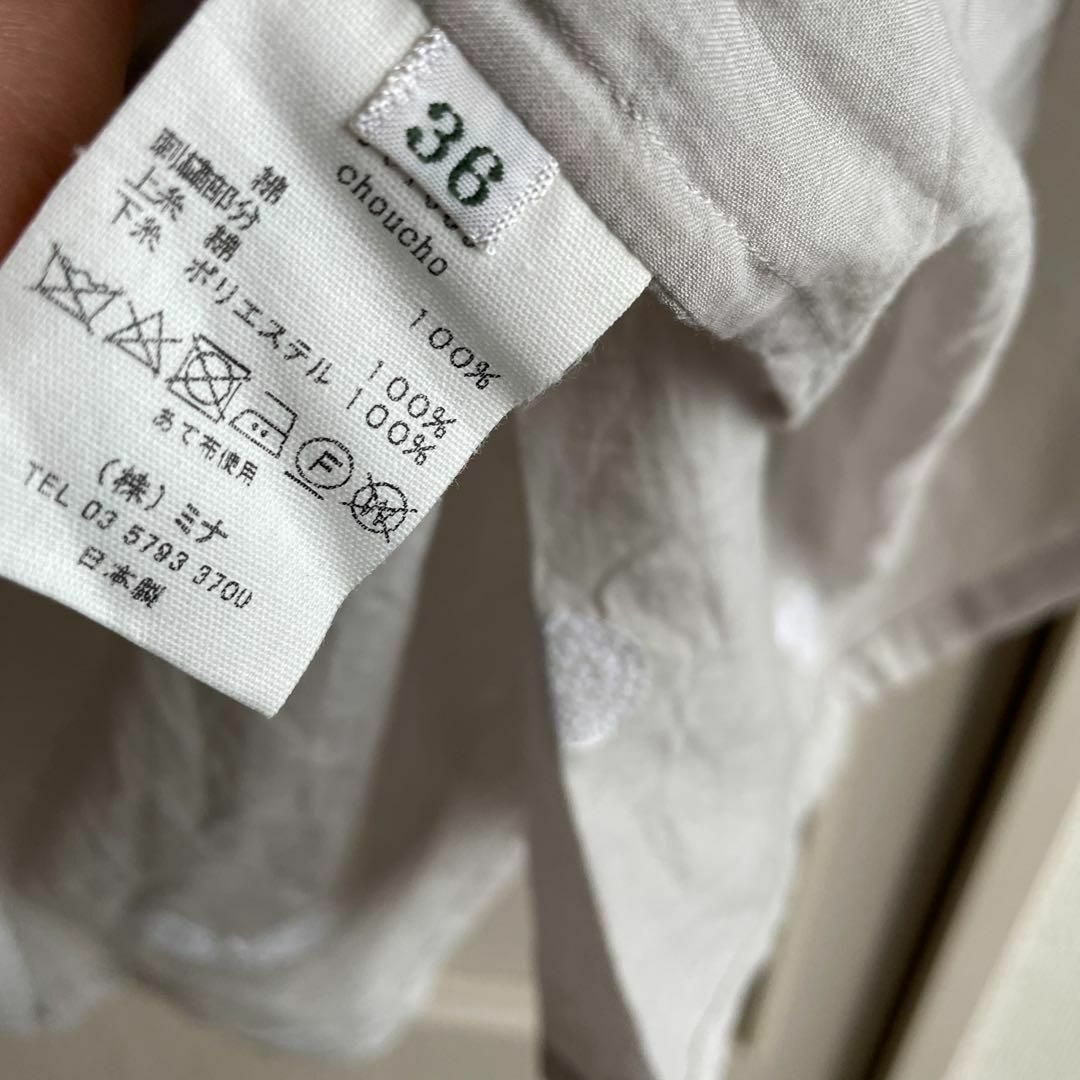 36
choucho
綿 100%
刺繍部分
上糸 綿 100%
下糸 ポリエステル 100%
あて布使用
F
(株)ミナ
TEL 03 5793 3700
日本製